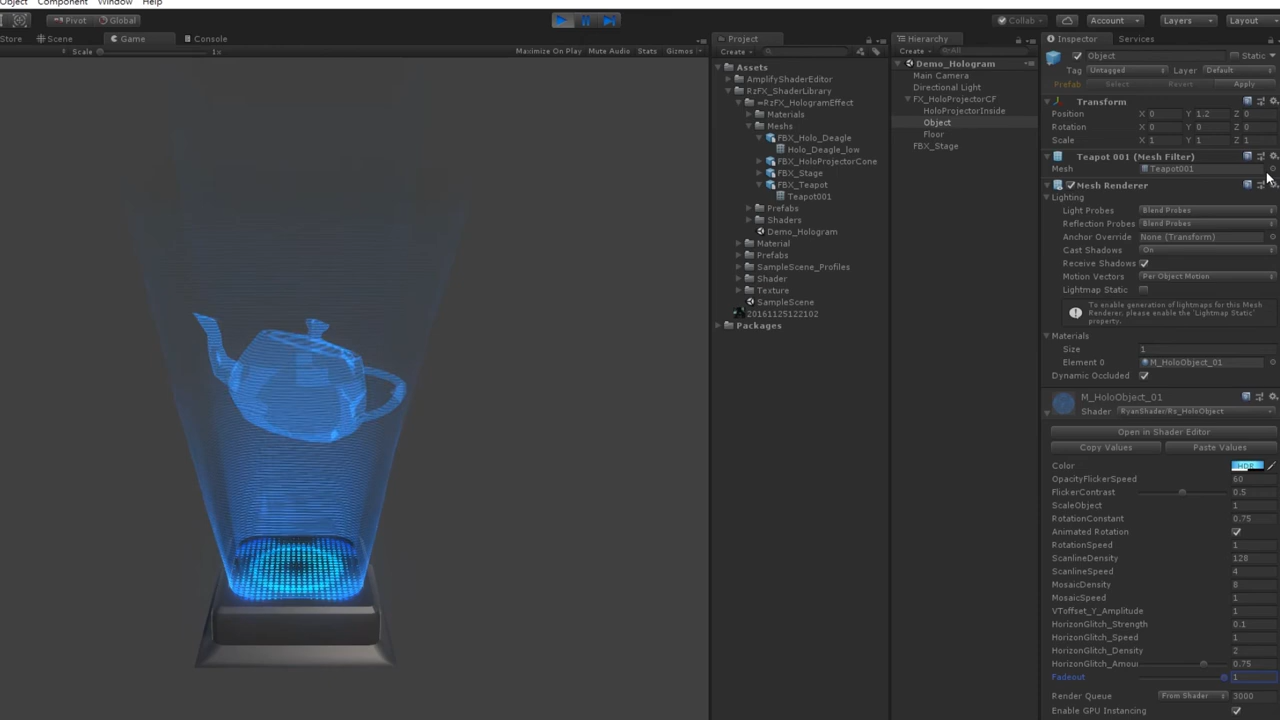 Object Component Window Help
Pivot Global Collab Account Layers Layout
Store Scene Game Console
Scale 1x Maximize On Play Mute Audio Stats Gizmos
Project
Create
Assets
AmplifyShaderEditor
RzFX_ShaderLibrary
=RzFX_HologramEffect
Materials
Meshs
FBX_Holo_Deagle
Holo_Deagle_low
FBX_HoloProjectorCone
FBX_Stage
FBX_Teapot
Teapot001
Prefabs
Shaders
Demo_Hologram
Material
Prefabs
SampleScene_Profiles
Shader
Texture
SampleScene
20161125122102
Packages
Hierarchy
Create All
Demo_Hologram
Main Camera
Directional Light
FX_HoloProjectorCF
HoloProjectorInside
Object
Floor
FBX_Stage
Inspector Services
Object Static
Tag Untagged Layer Default
Prefab Select Revert Apply
Transform
Position X 0 Y 1.2 Z 0
Rotation X 0 Y 0 Z 0
Scale X 1 Y 1 Z 1
Teapot 001 (Mesh Filter)
Mesh Teapot001
Mesh Renderer
Lighting
Light Probes Blend Probes
Reflection Probes Blend Probes
Anchor Override None (Transform)
Cast Shadows On
Receive Shadows
Motion Vectors Per Object Motion
Lightmap Static
To enable generation of lightmaps for this Mesh
Renderer, please enable the 'Lightmap Static'
property.
Materials
Size 1
Element 0 M_HoloObject_01
Dynamic Occluded
M_HoloObject_01
Shader RyanShader/Rs_HoloObject
Open in Shader Editor
Copy Values Paste Values
Color HDR
OpacityFlickerSpeed 60
FlickerContrast 0.5
ScaleObject 1
RotationConstant 0.75
Animated Rotation
RotationSpeed 1
ScanlineDensity 128
ScanlineSpeed 4
MosaicDensity 8
MosaicSpeed 1
VToffset_Y_Amplitude 1
HorizonGlitch_Strength 0.1
HorizonGlitch_Speed 1
HorizonGlitch_Density 2
HorizonGlitch_Amou 0.75
Fadeout 1
Render Queue From Shader 3000
Enable GPU Instancing